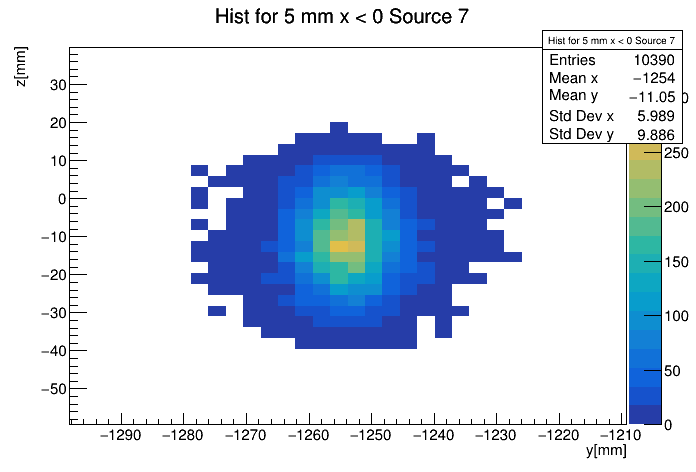 Hist for 5 mm x < 0 Source 7
z[mm]
Hist for 5 mm x < 0 Source 7
Entries 10390
Mean x −1254
Mean y −11.05
Std Dev x 5.989
Std Dev y 9.886
30
20
10
0
−10
−20
−30
−40
−50
0
250
200
150
100
50
0
−1290 −1280 −1270 −1260 −1250 −1240 −1230 −1220 −1210
y[mm]